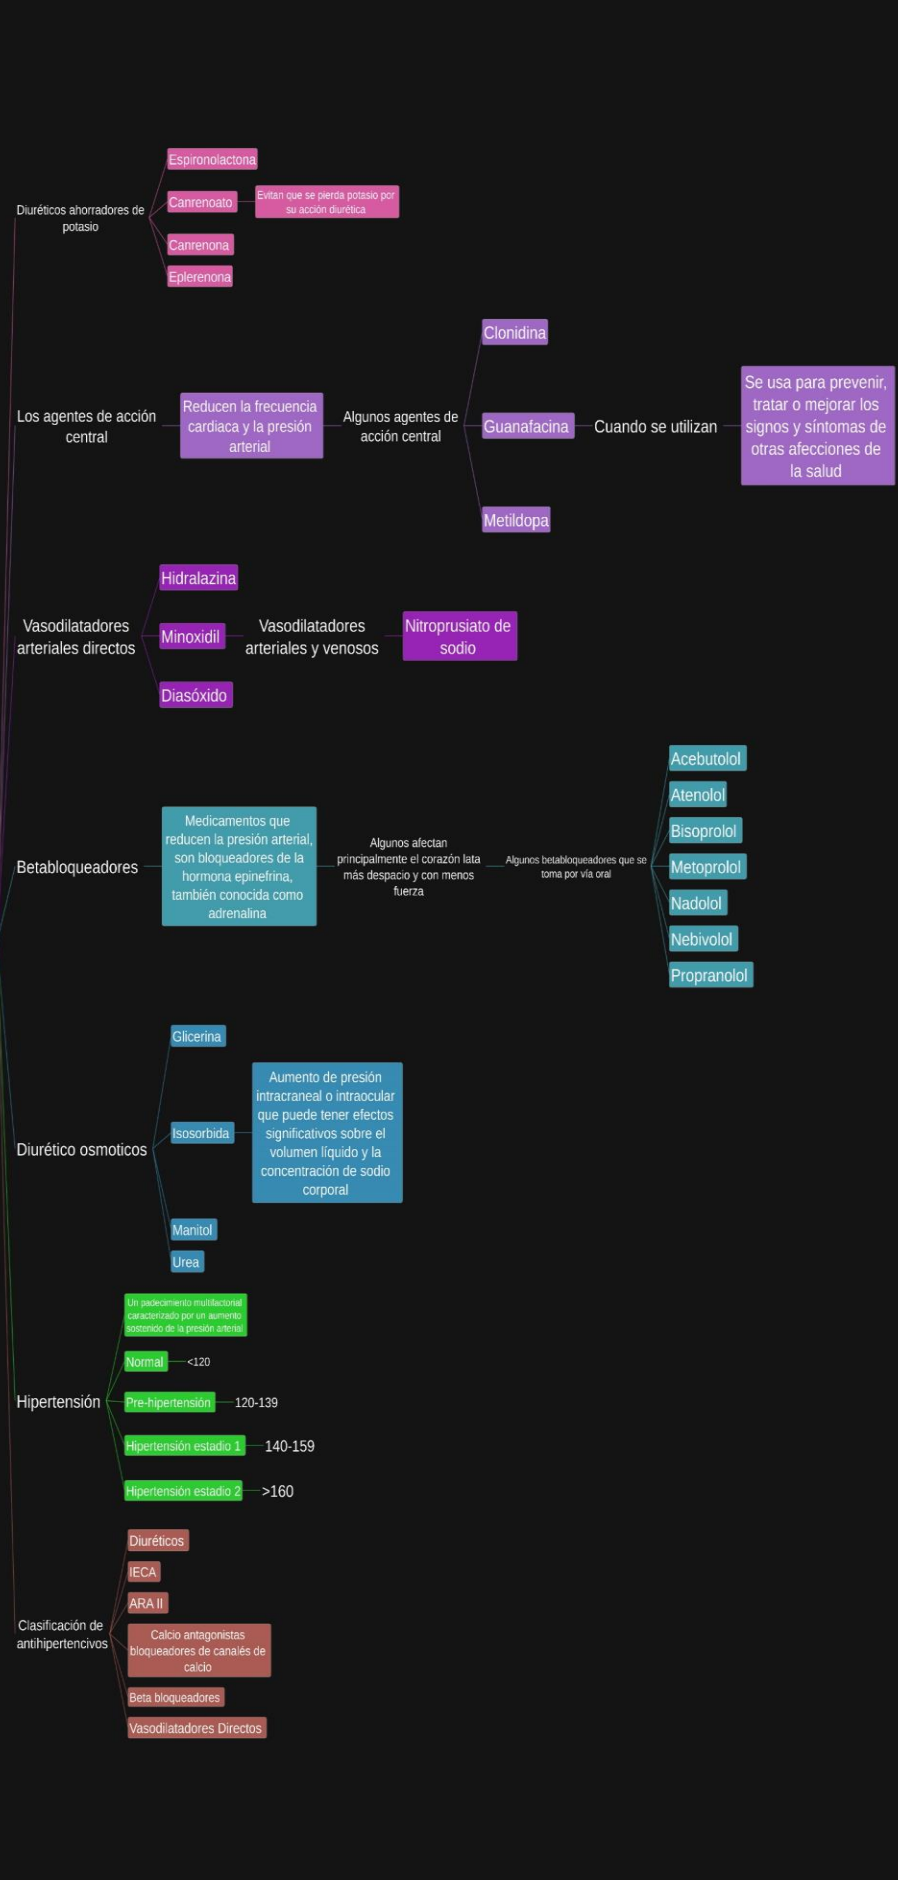 Espironolactona
Diuréticos ahorradores de
potasio
Canrenoato
Evitan que se pierda potasio por
su acción diurética
Canrenona
Eplerenona
Los agentes de acción
central
Reducen la frecuencia
cardiaca y la presión
arterial
Algunos agentes de
acción central
Clonidina
Guanafacina
Cuando se utilizan
Se usa para prevenir,
tratar o mejorar los
signos y síntomas de
otras afecciones de
la salud
Metildopa
Vasodilatadores
arteriales directos
Hidralazina
Minoxidil
Vasodilatadores
arteriales y venosos
Nitroprusiato de
sodio
Diasóxido
Betabloqueadores
Medicamentos que
reducen la presión arterial,
son bloqueadores de la
hormona epinefrina,
también conocida como
adrenalina
Algunos afectan
principalmente el corazón lata
más despacio y con menos
fuerza
Algunos betabloqueadores que se
toma por vía oral
Acebutolol
Atenolol
Bisoprolol
Metoprolol
Nadolol
Nebivolol
Propranolol
Diurético osmoticos
Glicerina
Isosorbida
Aumento de presión
intracraneal o intraocular
que puede tener efectos
significativos sobre el
volumen líquido y la
concentración de sodio
corporal
Manitol
Urea
Hipertensión
Un padecimiento multifactorial
caracterizado por un aumento
sostenido de la presión arterial
Normal
<120
Pre-hipertensión
120-139
Hipertensión estadio 1
140-159
Hipertensión estadio 2
>160
Clasificación de
antihipertencivos
Diuréticos
IECA
ARA II
Calcio antagonistas
bloqueadores de canalés de
calcio
Beta bloqueadores
Vasodilatadores Directos